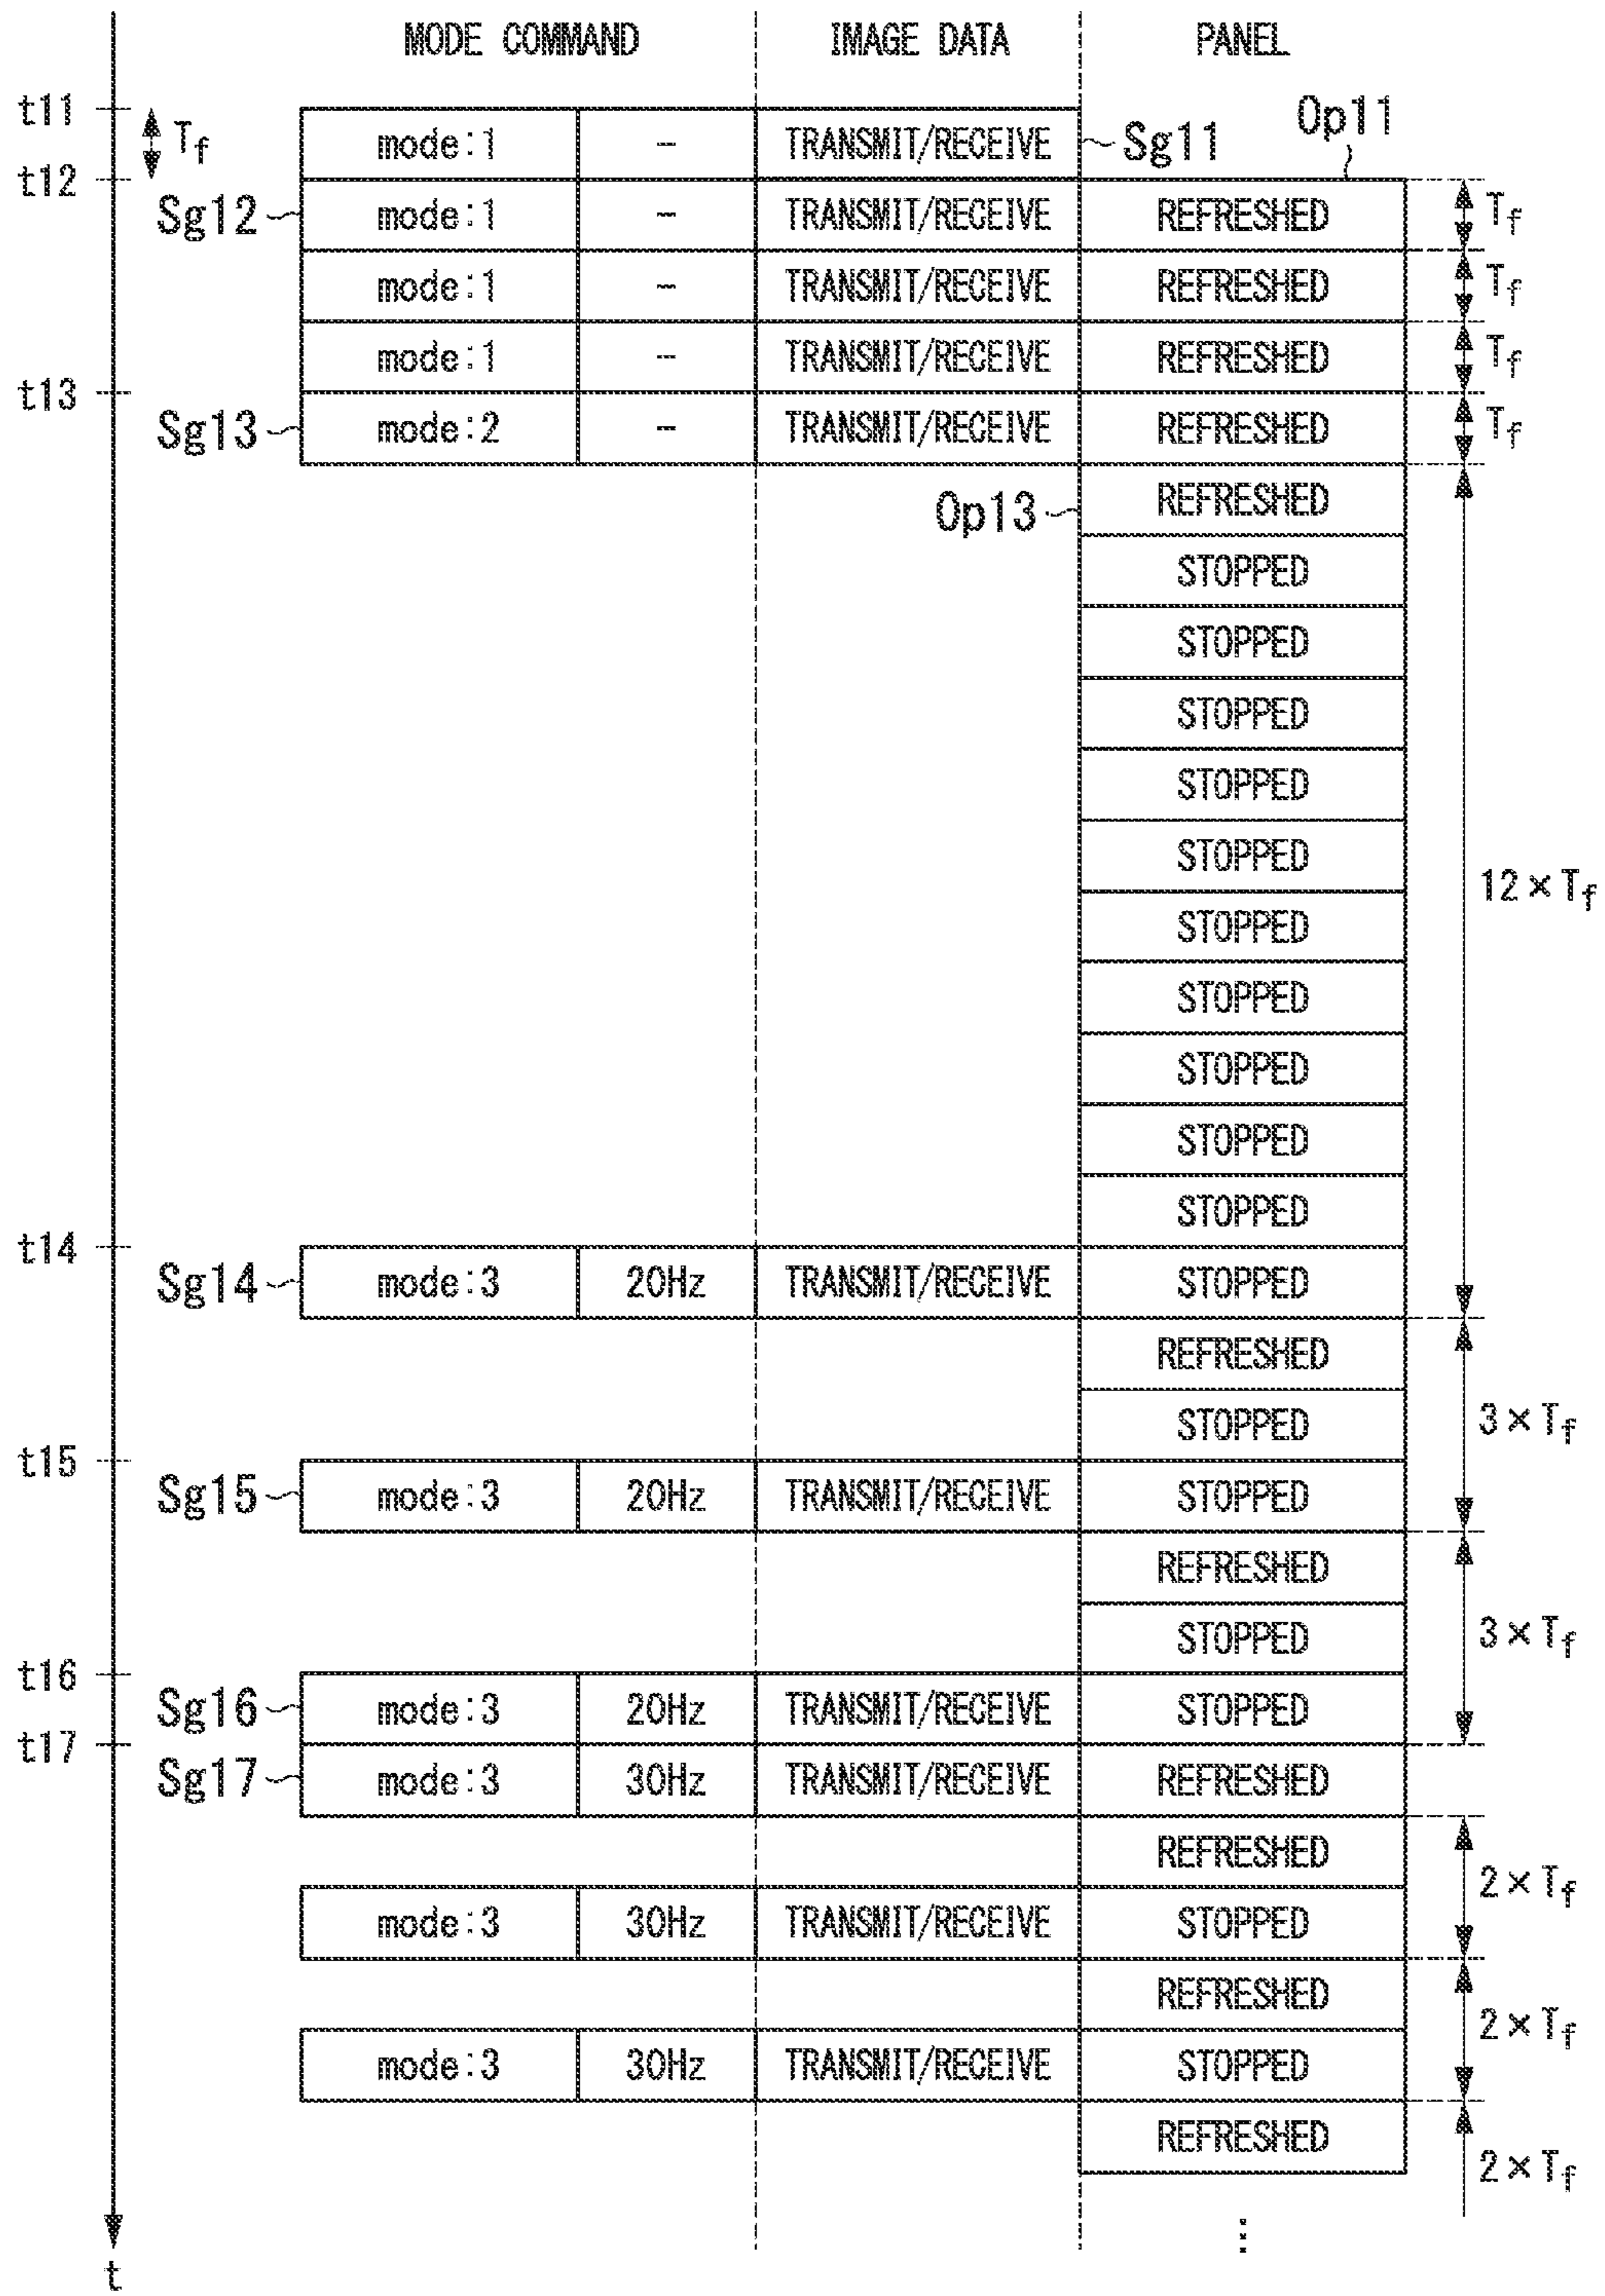 MODE COMMAND IMAGE DATA PANEL
t11 Tf mode:1 - TRANSMIT/RECEIVE Sg11 Op11
t12
Sg12 mode:1 - TRANSMIT/RECEIVE REFRESHED Tf
mode:1 - TRANSMIT/RECEIVE REFRESHED Tf
mode:1 - TRANSMIT/RECEIVE REFRESHED Tf
t13
Sg13 mode:2 - TRANSMIT/RECEIVE REFRESHED Tf
Op13 REFRESHED
STOPPED
STOPPED
STOPPED
STOPPED
STOPPED
12×Tf
STOPPED
STOPPED
STOPPED
STOPPED
STOPPED
t14
Sg14 mode:3 20Hz TRANSMIT/RECEIVE STOPPED
REFRESHED
STOPPED 3×Tf
t15
Sg15 mode:3 20Hz TRANSMIT/RECEIVE STOPPED
REFRESHED
STOPPED 3×Tf
t16
Sg16 mode:3 20Hz TRANSMIT/RECEIVE STOPPED
t17
Sg17 mode:3 30Hz TRANSMIT/RECEIVE REFRESHED
REFRESHED
2×Tf
mode:3 30Hz TRANSMIT/RECEIVE STOPPED
REFRESHED
2×Tf
mode:3 30Hz TRANSMIT/RECEIVE STOPPED
REFRESHED
2×Tf
t